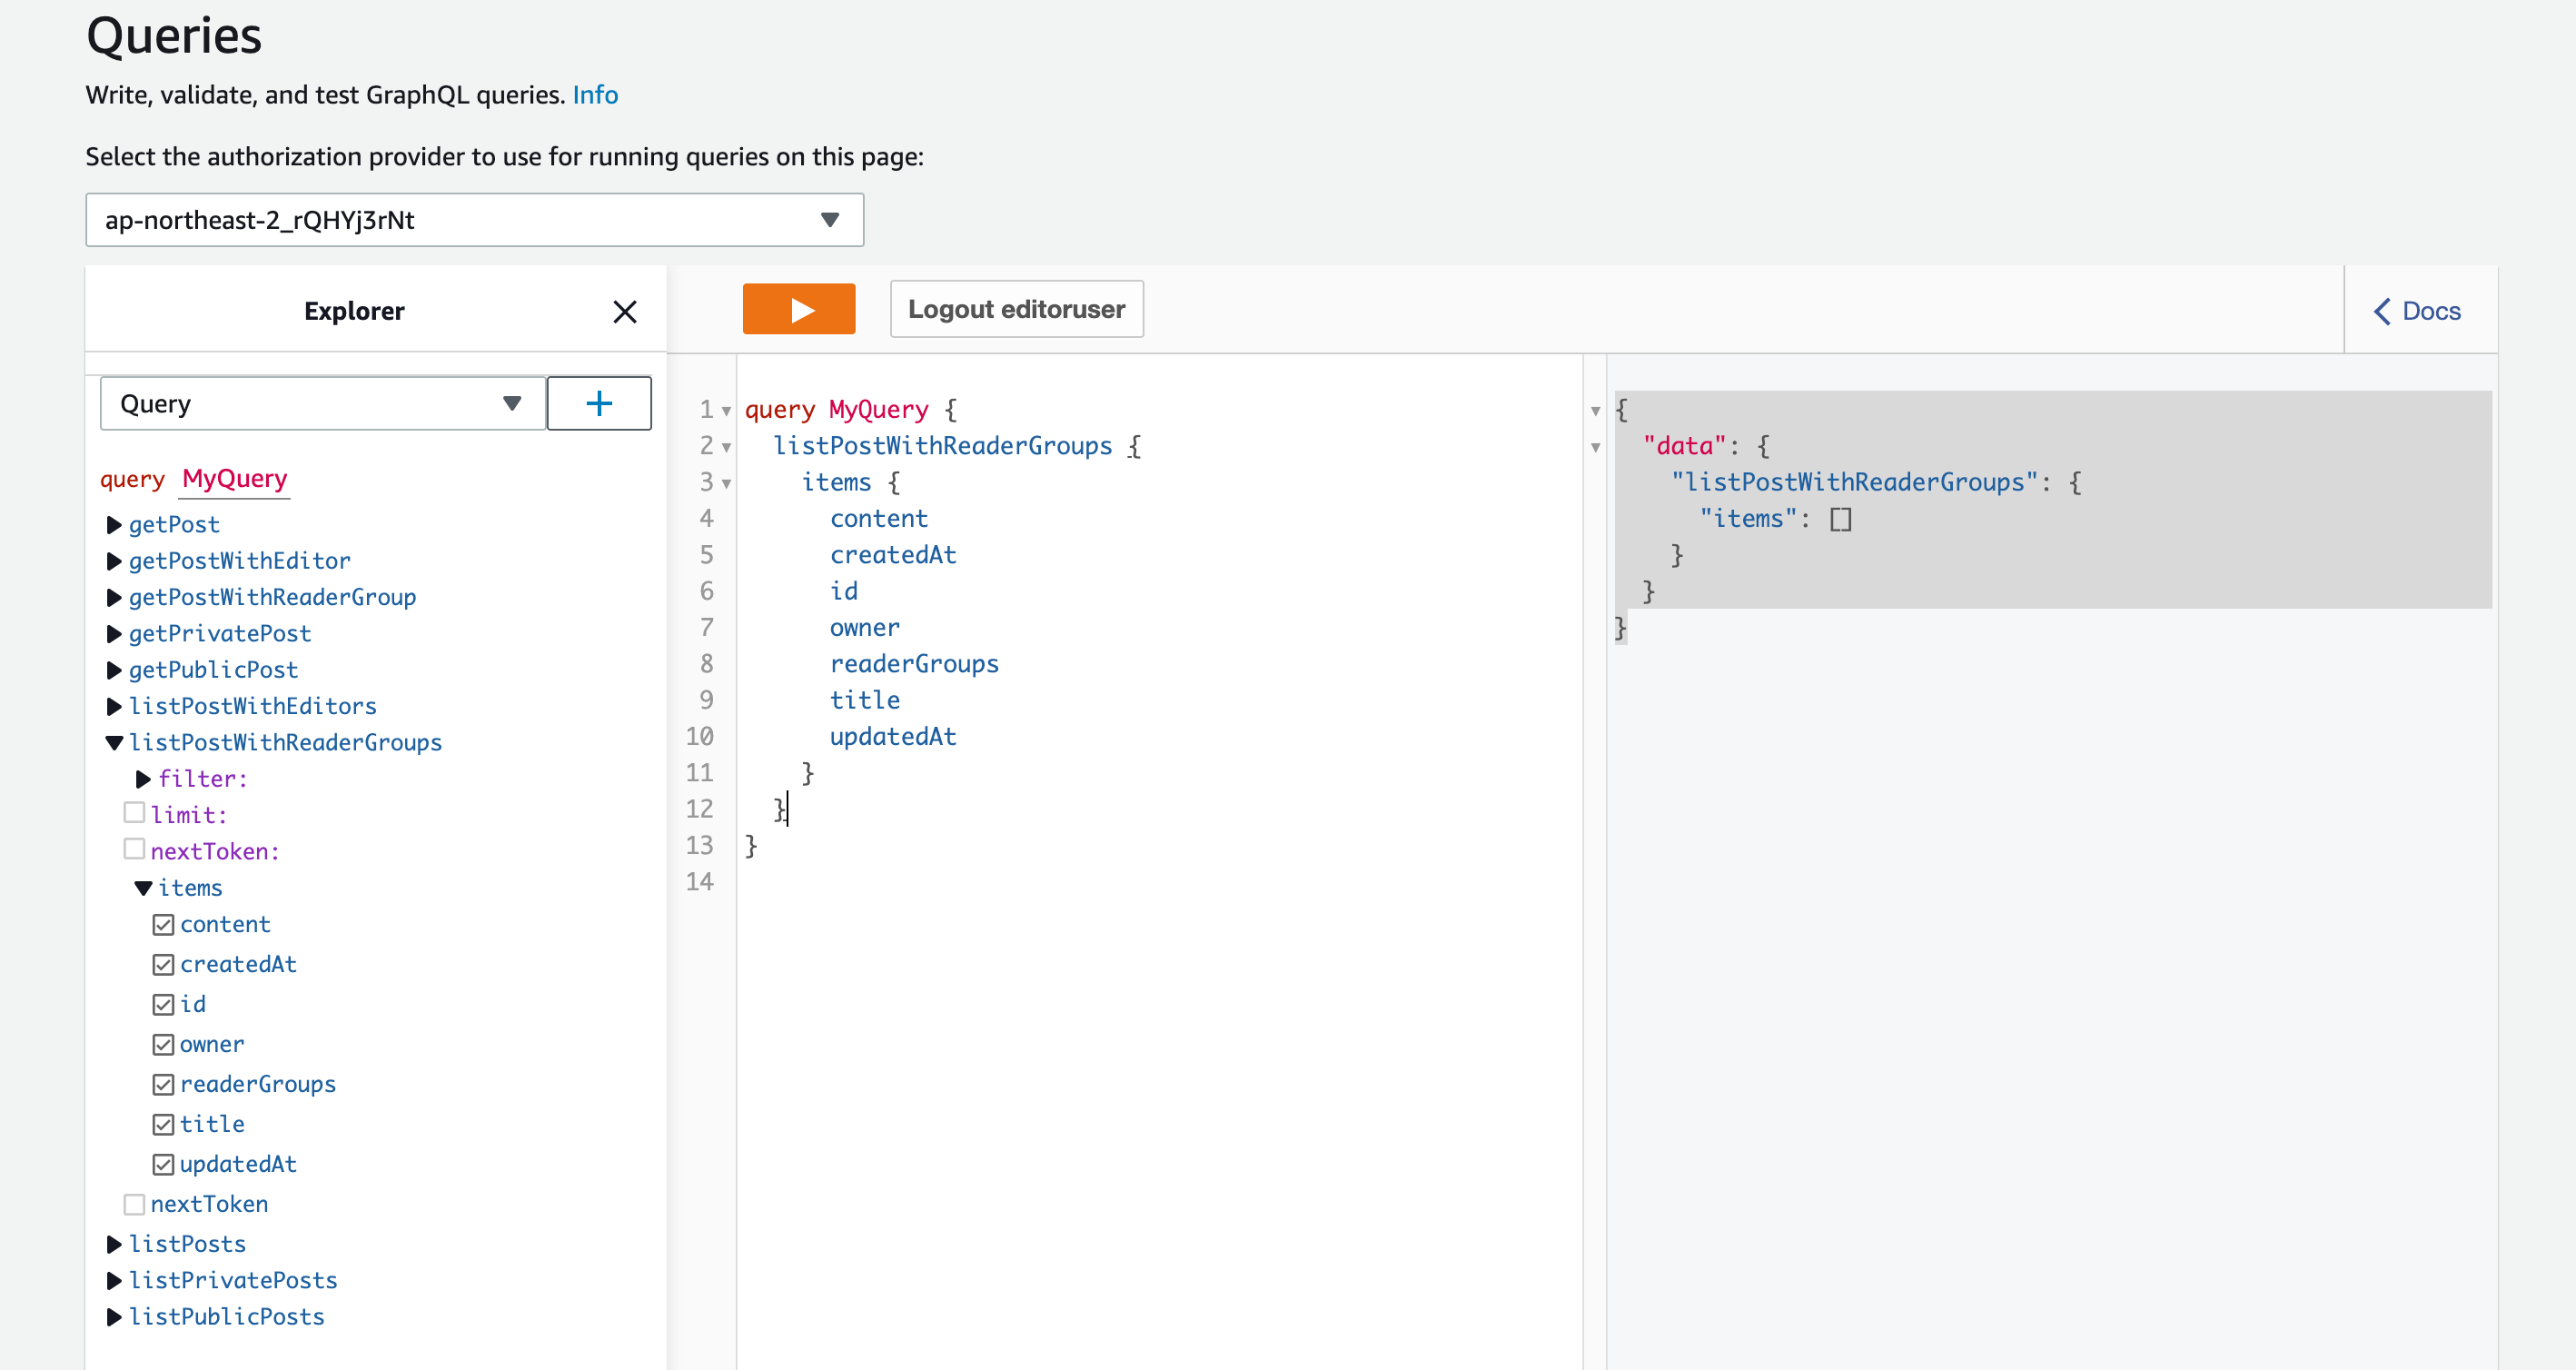 Queries
Write, validate, and test GraphQL queries. Info
Select the authorization provider to use for running queries on this page:
ap-northeast-2_rQHYj3rNt
Explorer
Query
query MyQuery
getPost
getPostWithEditor
getPostWithReaderGroup
getPrivatePost
getPublicPost
listPostWithEditors
listPostWithReaderGroups
filter:
limit:
nextToken:
items
content
createdAt
id
owner
readerGroups
title
updatedAt
nextToken
listPosts
listPrivatePosts
listPublicPosts
Logout editoruser
Docs
1 query MyQuery {
2 listPostWithReaderGroups {
3 items {
4 content
5 createdAt
6 id
7 owner
8 readerGroups
9 title
10 updatedAt
11 }
12 }
13 }
14
{
"data": {
"listPostWithReaderGroups": {
"items": []
}
}
}